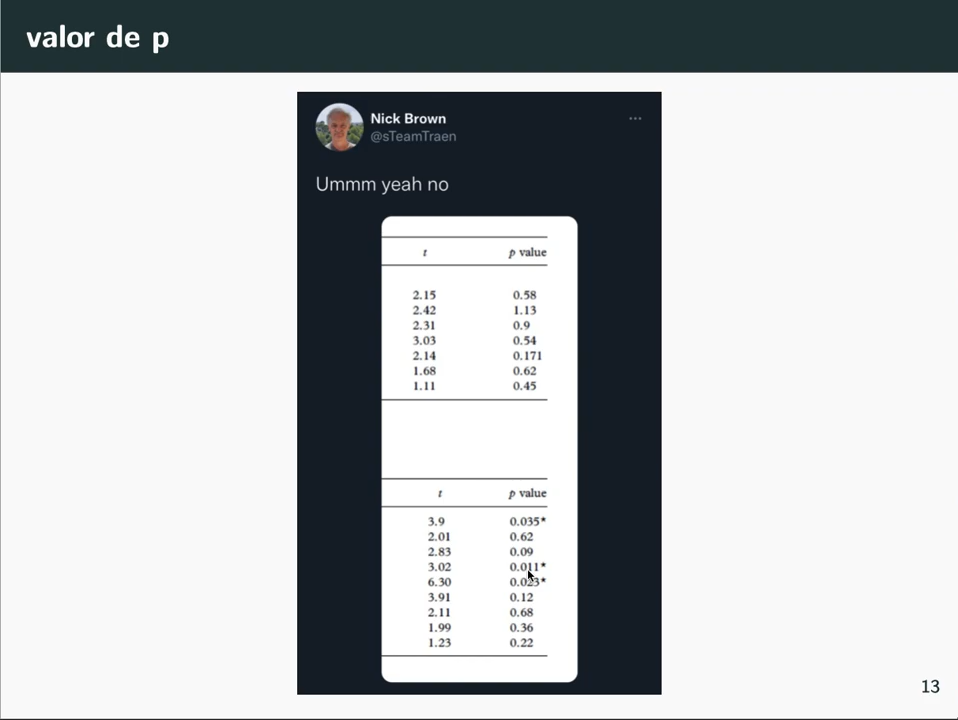 valor de p
Nick Brown
@sTeamTraen
Ummm yeah no
t p value
2.15 0.58
2.42 1.13
2.31 0.9
3.03 0.54
2.14 0.171
1.68 0.62
1.11 0.45
t p value
3.9 0.035*
2.01 0.62
2.83 0.09
3.02 0.011*
6.30 0.023*
3.91 0.12
2.11 0.68
1.99 0.36
1.23 0.22
13